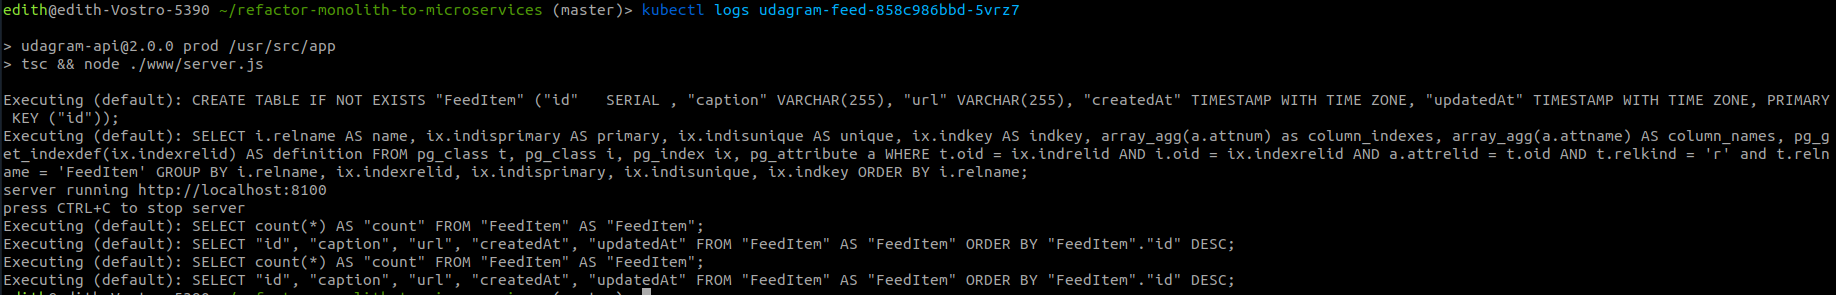 edith@edith-Vostro-5390 ~/refactor-monolith-to-microservices (master)> kubectl logs udagram-feed-858c986bbd-5vrz7
> udagram-api@2.0.0 prod /usr/src/app
> tsc && node ./www/server.js
Executing (default): CREATE TABLE IF NOT EXISTS "FeedItem" ("id"   SERIAL , "caption" VARCHAR(255), "url" VARCHAR(255), "createdAt" TIMESTAMP WITH TIME ZONE, "updatedAt" TIMESTAMP WITH TIME ZONE, PRIMARY
 KEY ("id"));
Executing (default): SELECT i.relname AS name, ix.indisprimary AS primary, ix.indisunique AS unique, ix.indkey AS indkey, array_agg(a.attnum) as column_indexes, array_agg(a.attname) AS column_names, pg_g
et_indexdef(ix.indexrelid) AS definition FROM pg_class t, pg_class i, pg_index ix, pg_attribute a WHERE t.oid = ix.indrelid AND i.oid = ix.indexrelid AND a.attrelid = t.oid AND t.relkind = 'r' and t.reln
ame = 'FeedItem' GROUP BY i.relname, ix.indexrelid, ix.indisprimary, ix.indisunique, ix.indkey ORDER BY i.relname;
server running http://localhost:8100
press CTRL+C to stop server
Executing (default): SELECT count(*) AS "count" FROM "FeedItem" AS "FeedItem";
Executing (default): SELECT "id", "caption", "url", "createdAt", "updatedAt" FROM "FeedItem" AS "FeedItem" ORDER BY "FeedItem"."id" DESC;
Executing (default): SELECT count(*) AS "count" FROM "FeedItem" AS "FeedItem";
Executing (default): SELECT "id", "caption", "url", "createdAt", "updatedAt" FROM "FeedItem" AS "FeedItem" ORDER BY "FeedItem"."id" DESC;